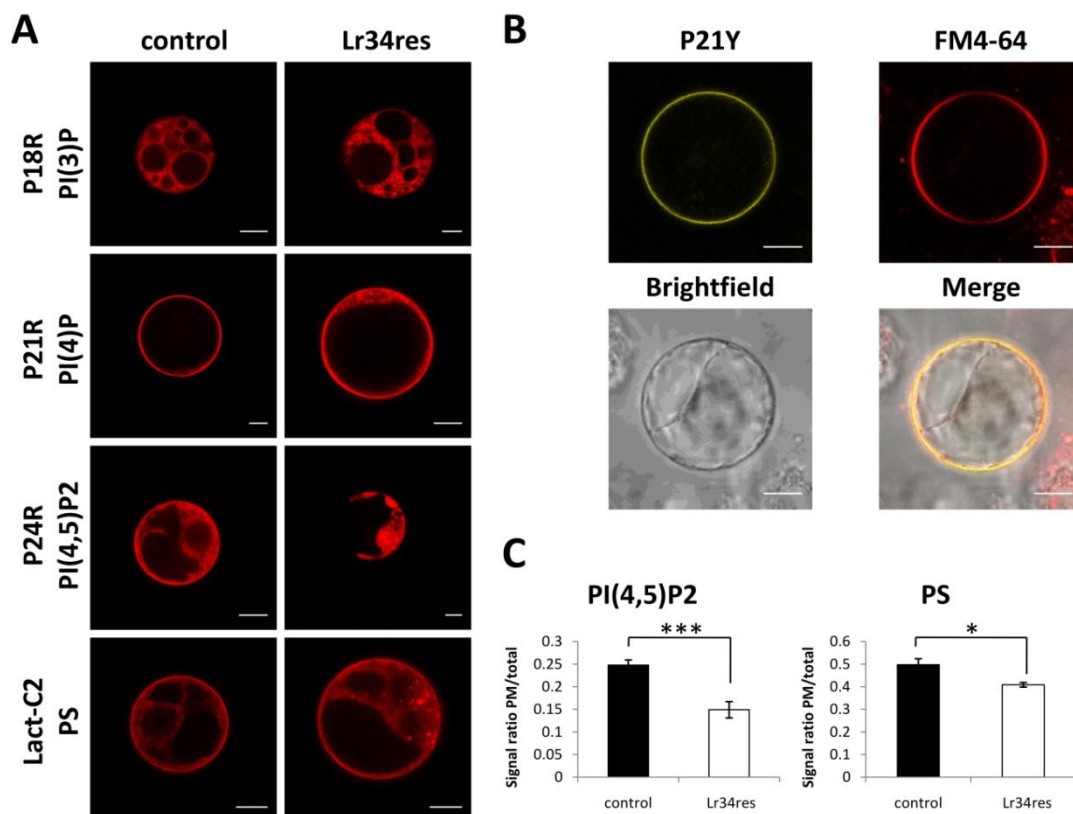 A
control Lr34res
P18R
PI(3)P
P21R
PI(4)P
P24R
PI(4,5)P2
Lact-C2
PS
B
P21Y FM4-64
Brightfield Merge
C
PI(4,5)P2
***
Signal ratio PM/total
0.3
0.25
0.2
0.15
0.1
0.05
0
control Lr34res
PS
*
Signal ratio PM/total
0.6
0.5
0.4
0.3
0.2
0.1
0
control Lr34res